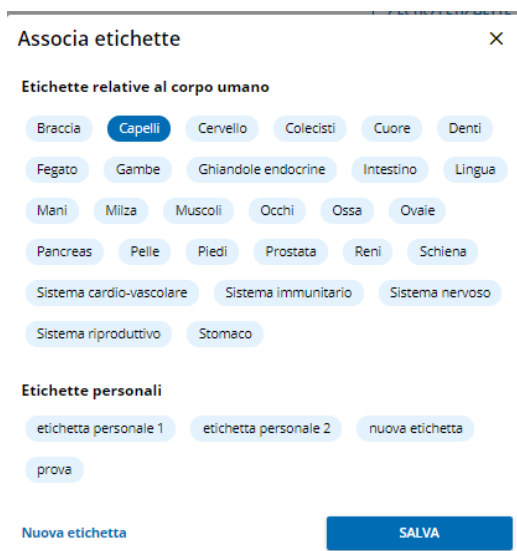 Associa etichette
Etichette relative al corpo umano
Braccia Capelli Cervello Colecisti Cuore Denti
Fegato Gambe Ghiandole endocrine Intestino Lingua
Mani Milza Muscoli Occhi Ossa Ovaie
Pancreas Pelle Piedi Prostata Reni Schiena
Sistema cardio-vascolare Sistema immunitario Sistema nervoso
Sistema riproduttivo Stomaco
Etichette personali
etichetta personale 1 etichetta personale 2 nuova etichetta
prova
Nuova etichetta SALVA